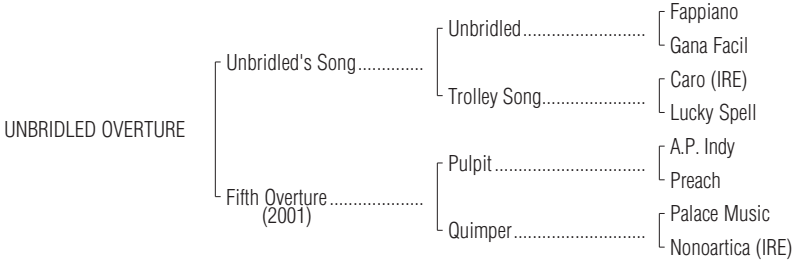 Fappiano
Unbridled..............................
Gana Facil
Unbridled's Song................
Caro (IRE)
Trolley Song.........................
Lucky Spell
UNBRIDLED OVERTURE
A.P. Indy
Pulpit.....................................
Preach
Fifth Overture.......................
(2001)
Palace Music
Quimper................................
Nonoartica (IRE)